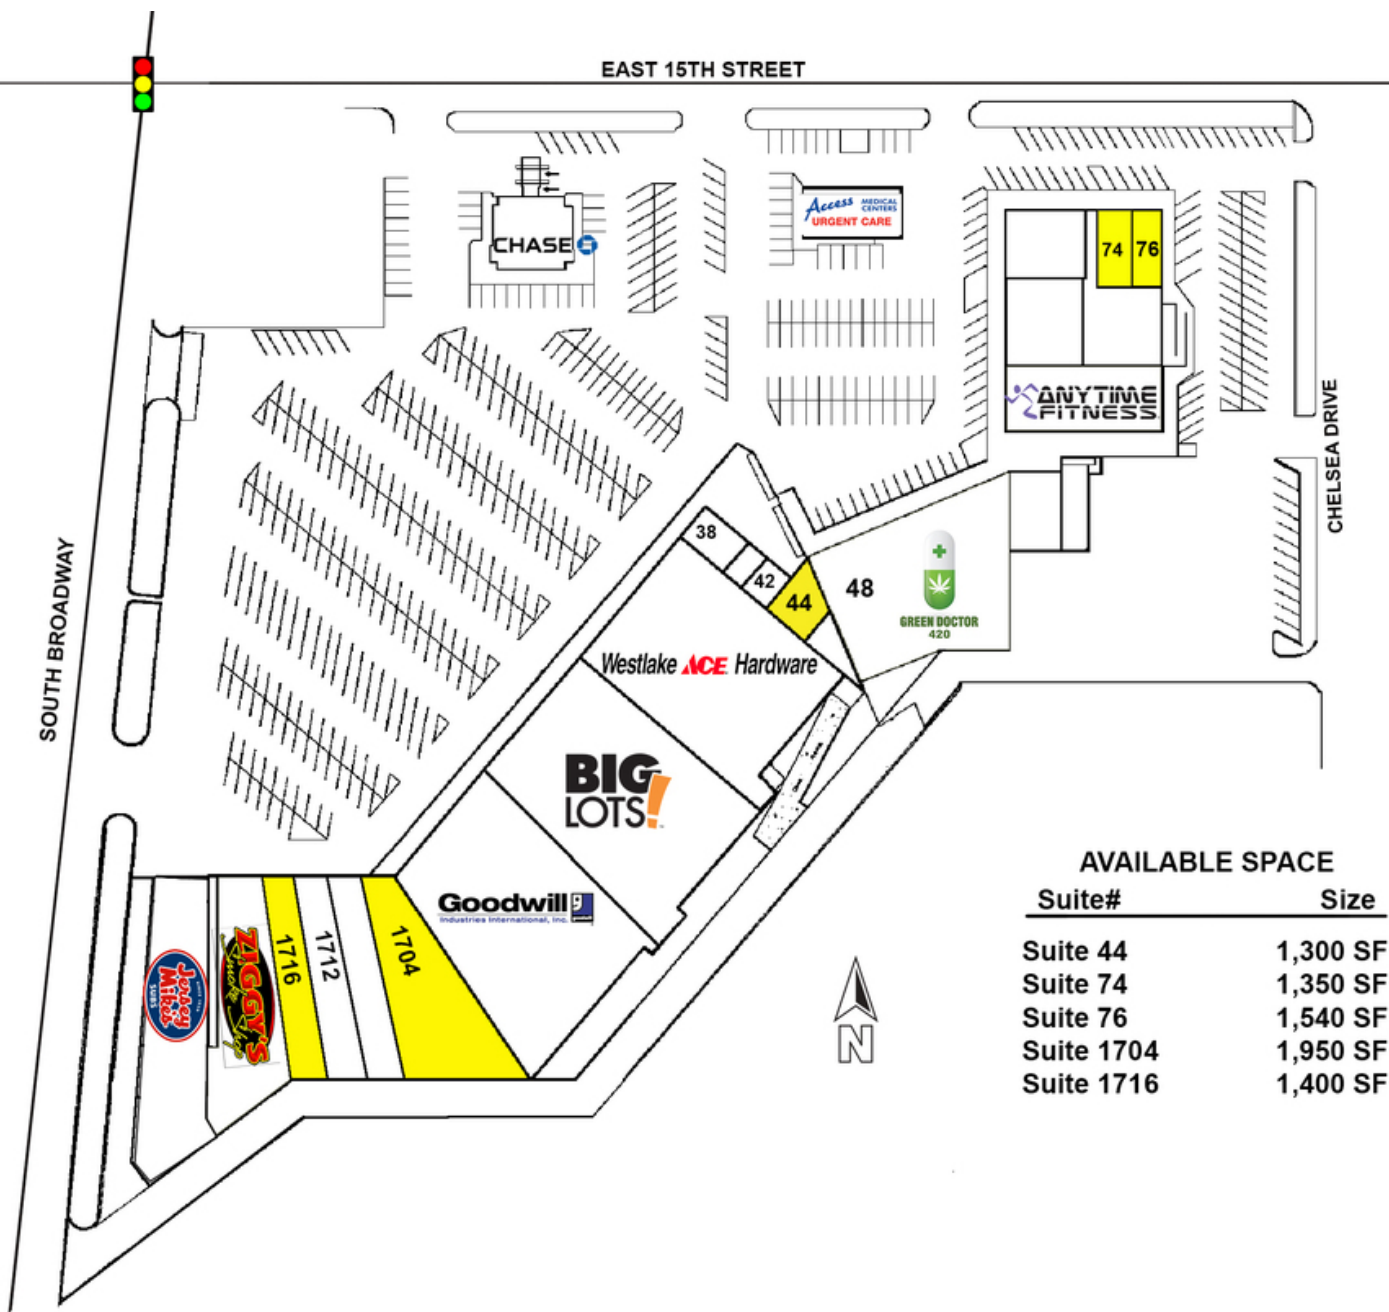 EAST 15TH STREET
CHASE
Access MEDICAL CENTERS
URGENT CARE
74 76
ANYTIME
FITNESS
CHELSEA DRIVE
SOUTH BROADWAY
38
42
44
48
GREEN DOCTOR
420
Westlake ACE Hardware
BIG
LOTS!
Goodwill
Industries International, Inc.
Jersey
Mike's
SUBS
ZIGGY'S
Smoke
1716
1712
1704
N
AVAILABLE SPACE
Suite# Size
Suite 44 1,300 SF
Suite 74 1,350 SF
Suite 76 1,540 SF
Suite 1704 1,950 SF
Suite 1716 1,400 SF